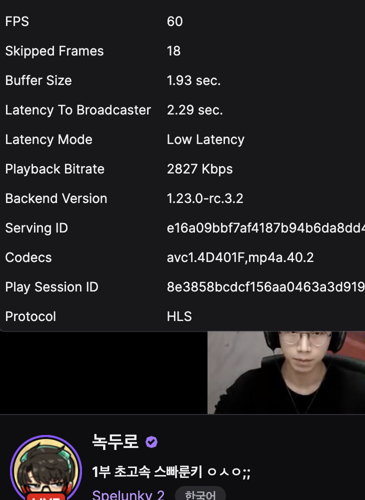 FPS 60
Skipped Frames 18
Buffer Size 1.93 sec.
Latency To Broadcaster 2.29 sec.
Latency Mode Low Latency
Playback Bitrate 2827 Kbps
Backend Version 1.23.0-rc.3.2
Serving ID e16a09bbf7af4187b94b6da8dd4
Codecs avc1.4D401F,mp4a.40.2
Play Session ID 8e3858bcdcf156aa0463a3d919
Protocol HLS
녹두로
1부 초고속 스빠룬키 ㅇㅅㅇ;;
Spelunky 2 한국어